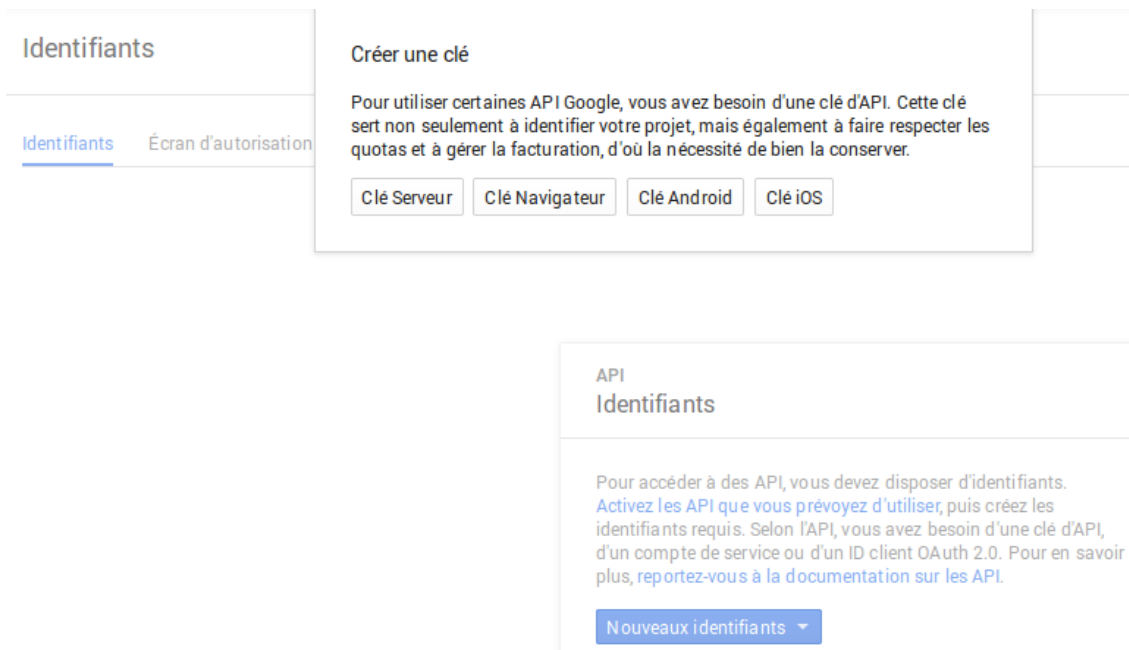 Identifiants
Créer une clé
Pour utiliser certaines API Google, vous avez besoin d'une clé d'API. Cette clé
sert non seulement à identifier votre projet, mais également à faire respecter les
quotas et à gérer la facturation, d'où la nécessité de bien la conserver.
Identifiants
Écran d'autorisation
Clé Serveur
Clé Navigateur
Clé Android
Clé iOS
API
Identifiants
Pour accéder à des API, vous devez disposer d'identifiants.
Activez les API que vous prévoyez d'utiliser, puis créez les
identifiants requis. Selon l'API, vous avez besoin d'une clé d'API,
d'un compte de service ou d'un ID client OAuth 2.0. Pour en savoir
plus, reportez-vous à la documentation sur les API.
Nouveaux identifiants